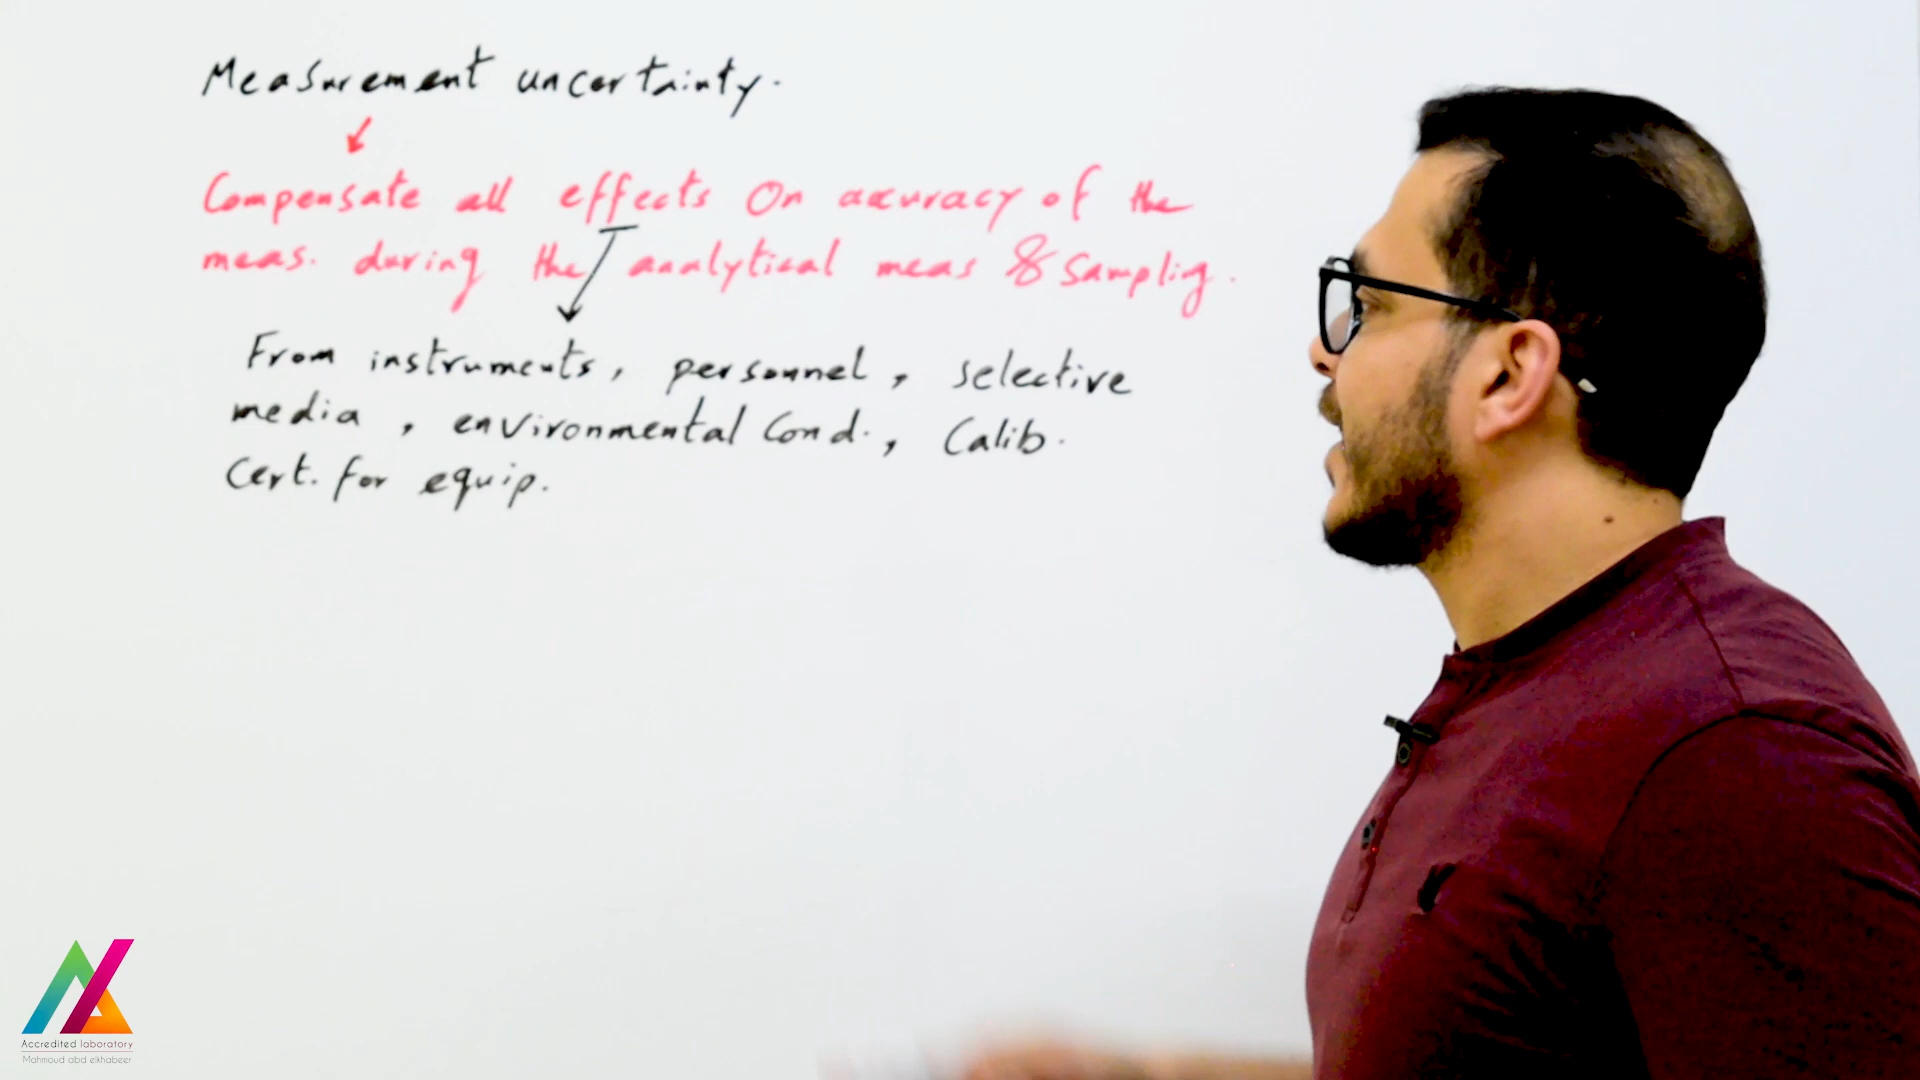 Measurement uncertainty.
Compensate all effects on accuracy of the
meas. during the analytical meas & sampling.
From instruments, personnel, selective
media, environmental Cond., Calib.
Cert. for equip.
Accredited laboratory
Mahmoud abd elkhabeer